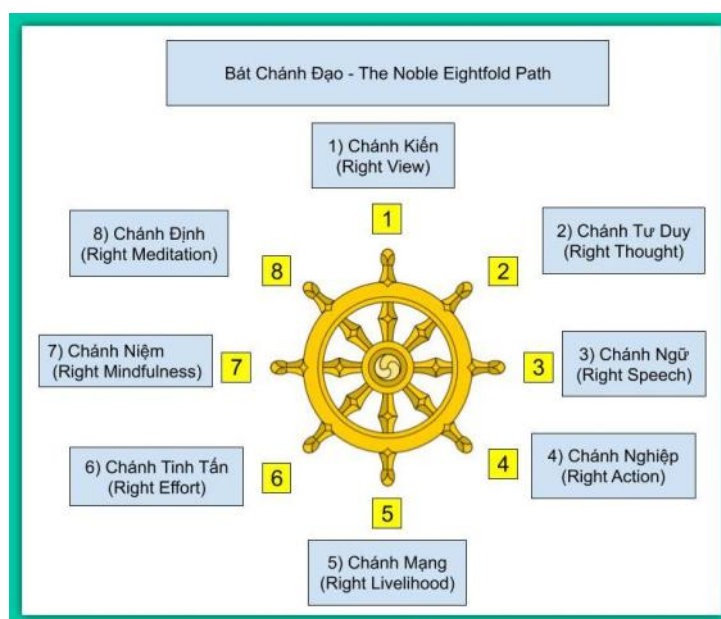 Bát Chánh Đạo - The Noble Eightfold Path
1) Chánh Kiến
(Right View)
1
2) Chánh Tư Duy
(Right Thought)
2
3) Chánh Ngữ
(Right Speech)
3
4) Chánh Nghiệp
(Right Action)
4
5
5) Chánh Mạng
(Right Livelihood)
6) Chánh Tinh Tấn
(Right Effort)
6
7) Chánh Niệm
(Right Mindfulness)
7
8) Chánh Định
(Right Meditation)
8